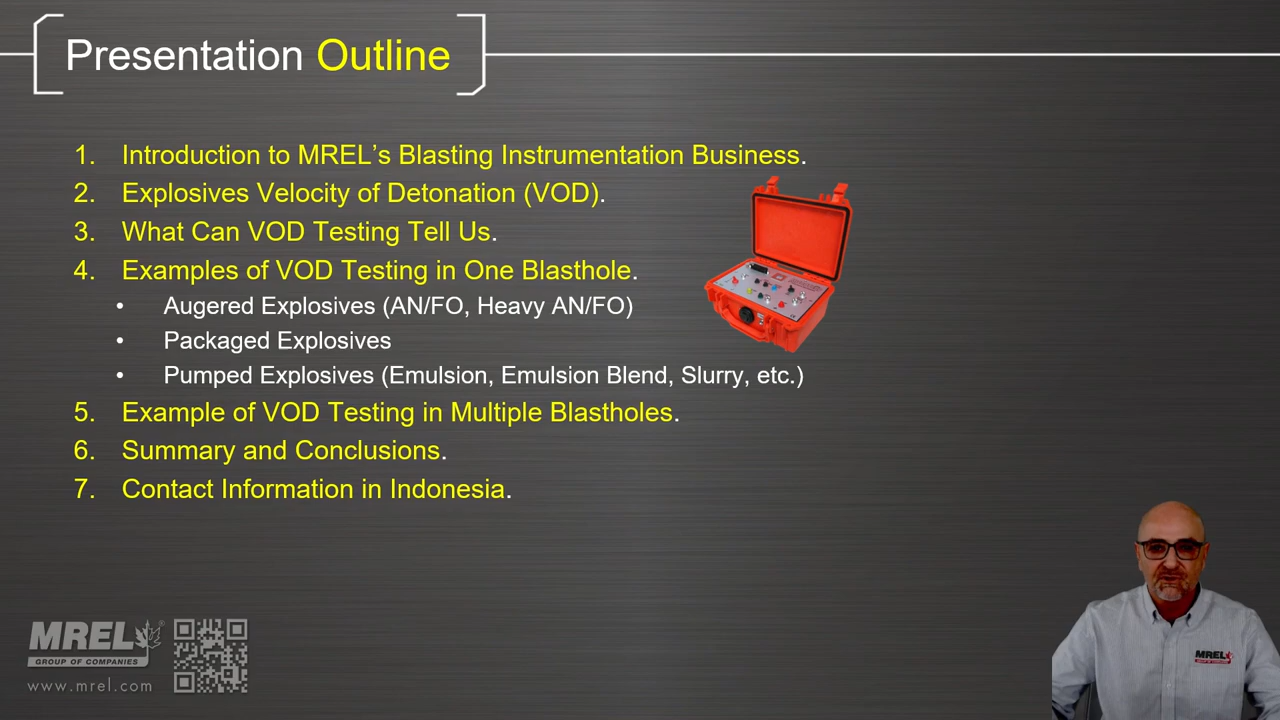 Presentation Outline
1. Introduction to MREL’s Blasting Instrumentation Business.
2. Explosives Velocity of Detonation (VOD).
3. What Can VOD Testing Tell Us.
4. Examples of VOD Testing in One Blasthole.
• Augered Explosives (AN/FO, Heavy AN/FO)
• Packaged Explosives
• Pumped Explosives (Emulsion, Emulsion Blend, Slurry, etc.)
5. Example of VOD Testing in Multiple Blastholes.
6. Summary and Conclusions.
7. Contact Information in Indonesia.
MREL®
GROUP OF COMPANIES
www.mrel.com
MREL